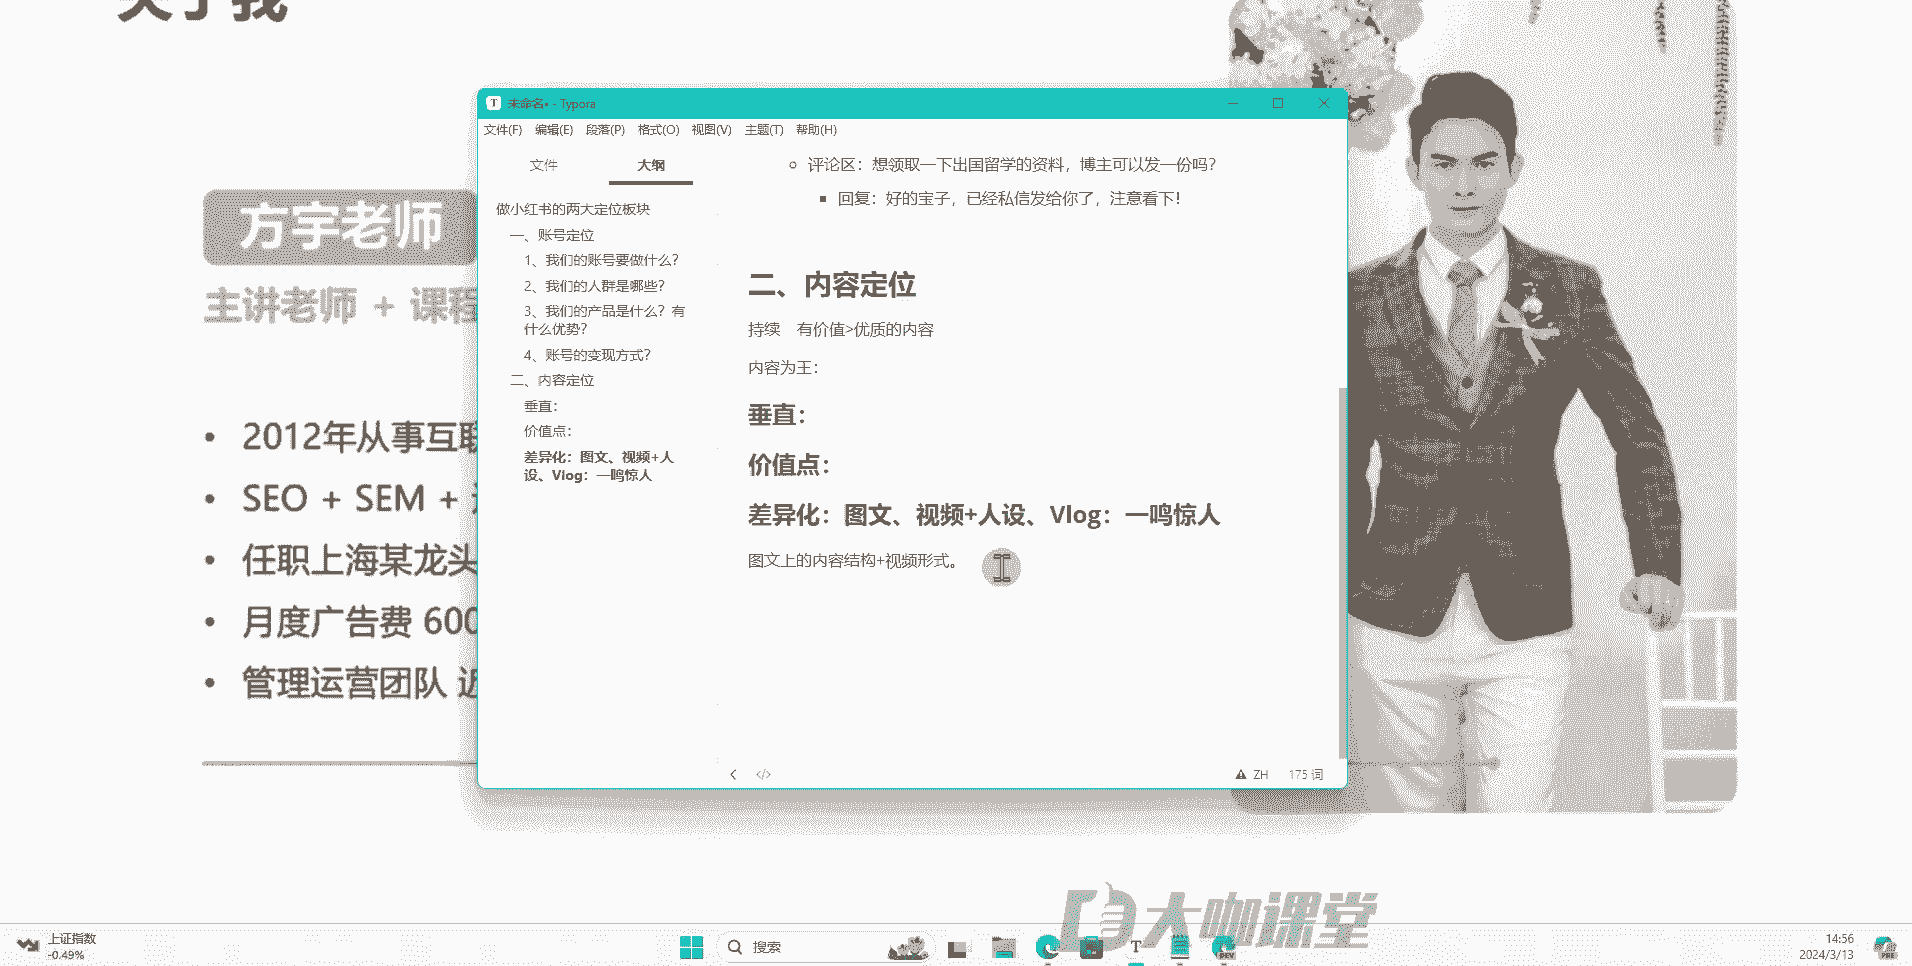 关于我
方宇老师
主讲老师 + 课程
• 2012年从事互联
• SEO + SEM +
• 任职上海某龙头
• 月度广告费 600
• 管理运营团队 近
未命名• - Typora
文件(F) 编辑(E) 段落(P) 格式(O) 视图(V) 主题(T) 帮助(H)
文件 大纲
做小红书的两大定位板块
一、账号定位
1、我们的账号要做什么？
2、我们的人群是哪些？
3、我们的产品是什么？有
什么优势？
4、账号的变现方式？
二、内容定位
垂直：
价值点：
差异化：图文、视频+人
设、Vlog：一鸣惊人
评论区：想领取一下出国留学的资料，博主可以发一份吗？
回复：好的宝子，已经私信发给你了，注意看下！
二、内容定位
持续 有价值>优质的内容
内容为王：
垂直：
价值点：
差异化：图文、视频+人设、Vlog：一鸣惊人
图文上的内容结构+视频形式。
ZH 175 词
大咖课堂
上证指数
-0.49%
搜索
T
DEV
14:56
2024/3/13
PRE